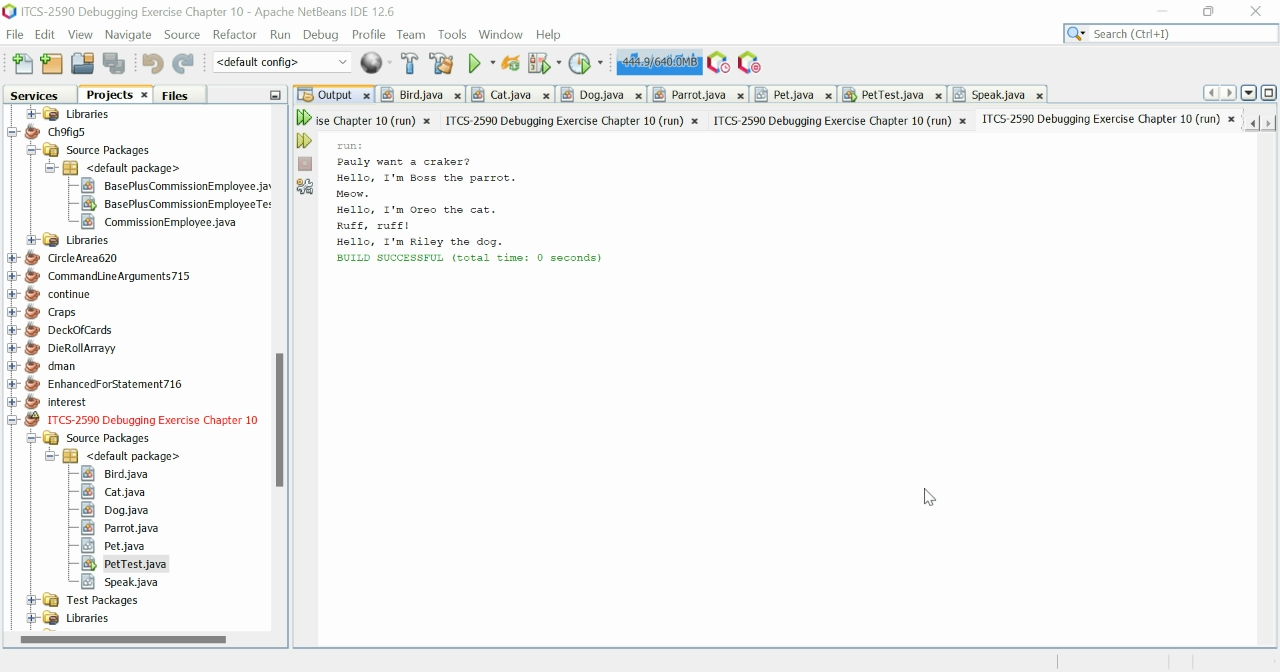 ITCS-2590 Debugging Exercise Chapter 10 - Apache NetBeans IDE 12.6
File Edit View Navigate Source Refactor Run Debug Profile Team Tools Window Help
Search (Ctrl+I)
<default config>
444.9/640.0MB
Services Projects Files
Output Bird.java Cat.java Dog.java Parrot.java Pet.java PetTest.java Speak.java
ise Chapter 10 (run) ITCS-2590 Debugging Exercise Chapter 10 (run) ITCS-2590 Debugging Exercise Chapter 10 (run) ITCS-2590 Debugging Exercise Chapter 10 (run)
Libraries
Ch9fig5
Source Packages
<default package>
BasePlusCommissionEmployee.jav
BasePlusCommissionEmployeeTes
CommissionEmployee.java
Libraries
CircleArea620
CommandLineArguments715
continue
Craps
DeckOfCards
DieRollArrayy
dman
EnhancedForStatement716
interest
ITCS-2590 Debugging Exercise Chapter 10
Source Packages
<default package>
Bird.java
Cat.java
Dog.java
Parrot.java
Pet.java
PetTest.java
Speak.java
Test Packages
Libraries
run:
Pauly want a craker?
Hello, I'm Boss the parrot.
Meow.
Hello, I'm Oreo the cat.
Ruff, ruff!
Hello, I'm Riley the dog.
BUILD SUCCESSFUL (total time: 0 seconds)